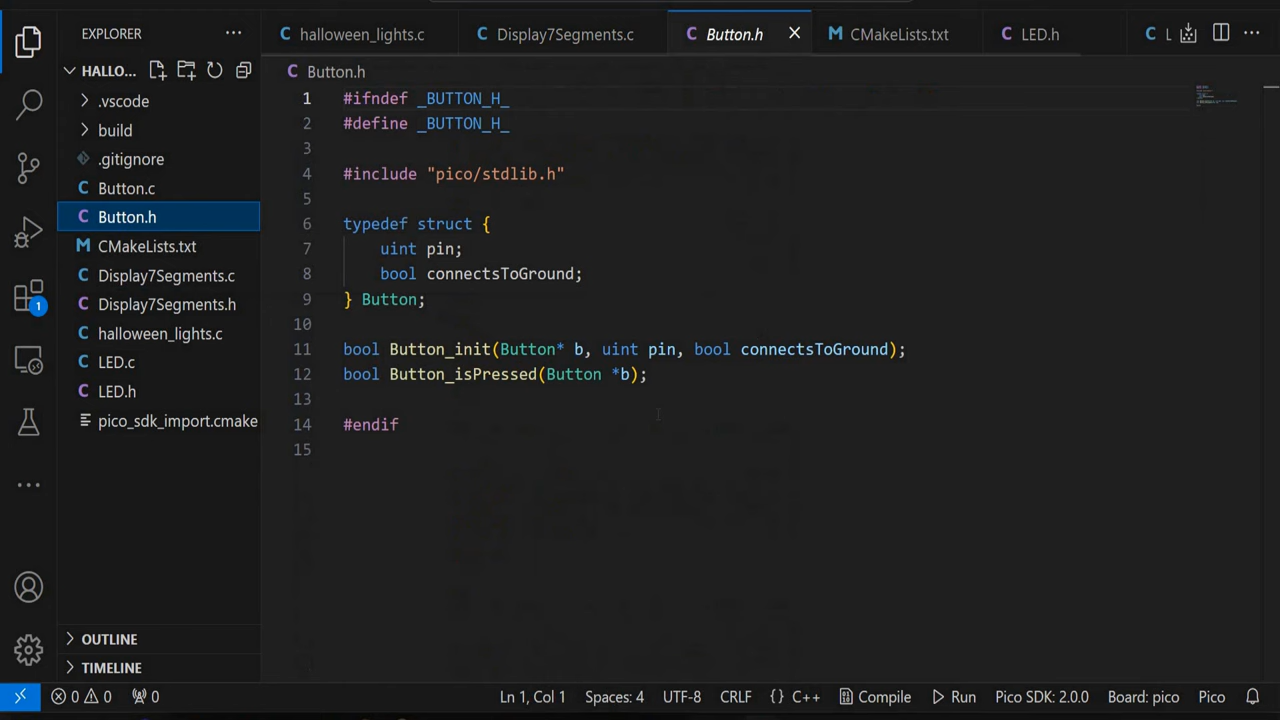 EXPLORER
HALLO...
.vscode
build
.gitignore
Button.c
Button.h
CMakeLists.txt
Display7Segments.c
Display7Segments.h
halloween_lights.c
LED.c
LED.h
pico_sdk_import.cmake
OUTLINE
TIMELINE
1
C halloween_lights.c C Display7Segments.c C Button.h M CMakeLists.txt C LED.h C L
C Button.h
1 #ifndef _BUTTON_H_
2 #define _BUTTON_H_
3
4 #include "pico/stdlib.h"
5
6 typedef struct {
7 uint pin;
8 bool connectsToGround;
9 } Button;
10
11 bool Button_init(Button* b, uint pin, bool connectsToGround);
12 bool Button_isPressed(Button *b);
13
14 #endif
15
0 0 0 Ln 1, Col 1 Spaces: 4 UTF-8 CRLF {} C++ Compile Run Pico SDK: 2.0.0 Board: pico Pico